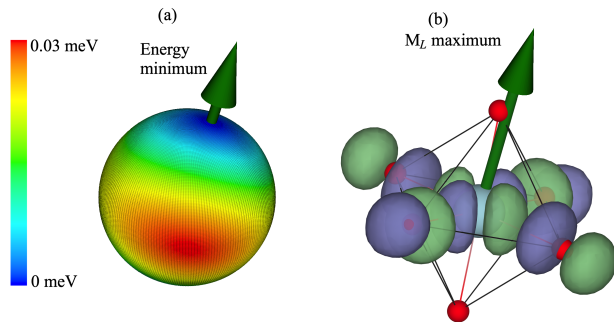 (a)
(b)
0.03 meV
Energy
minimum
M_L maximum
0 meV